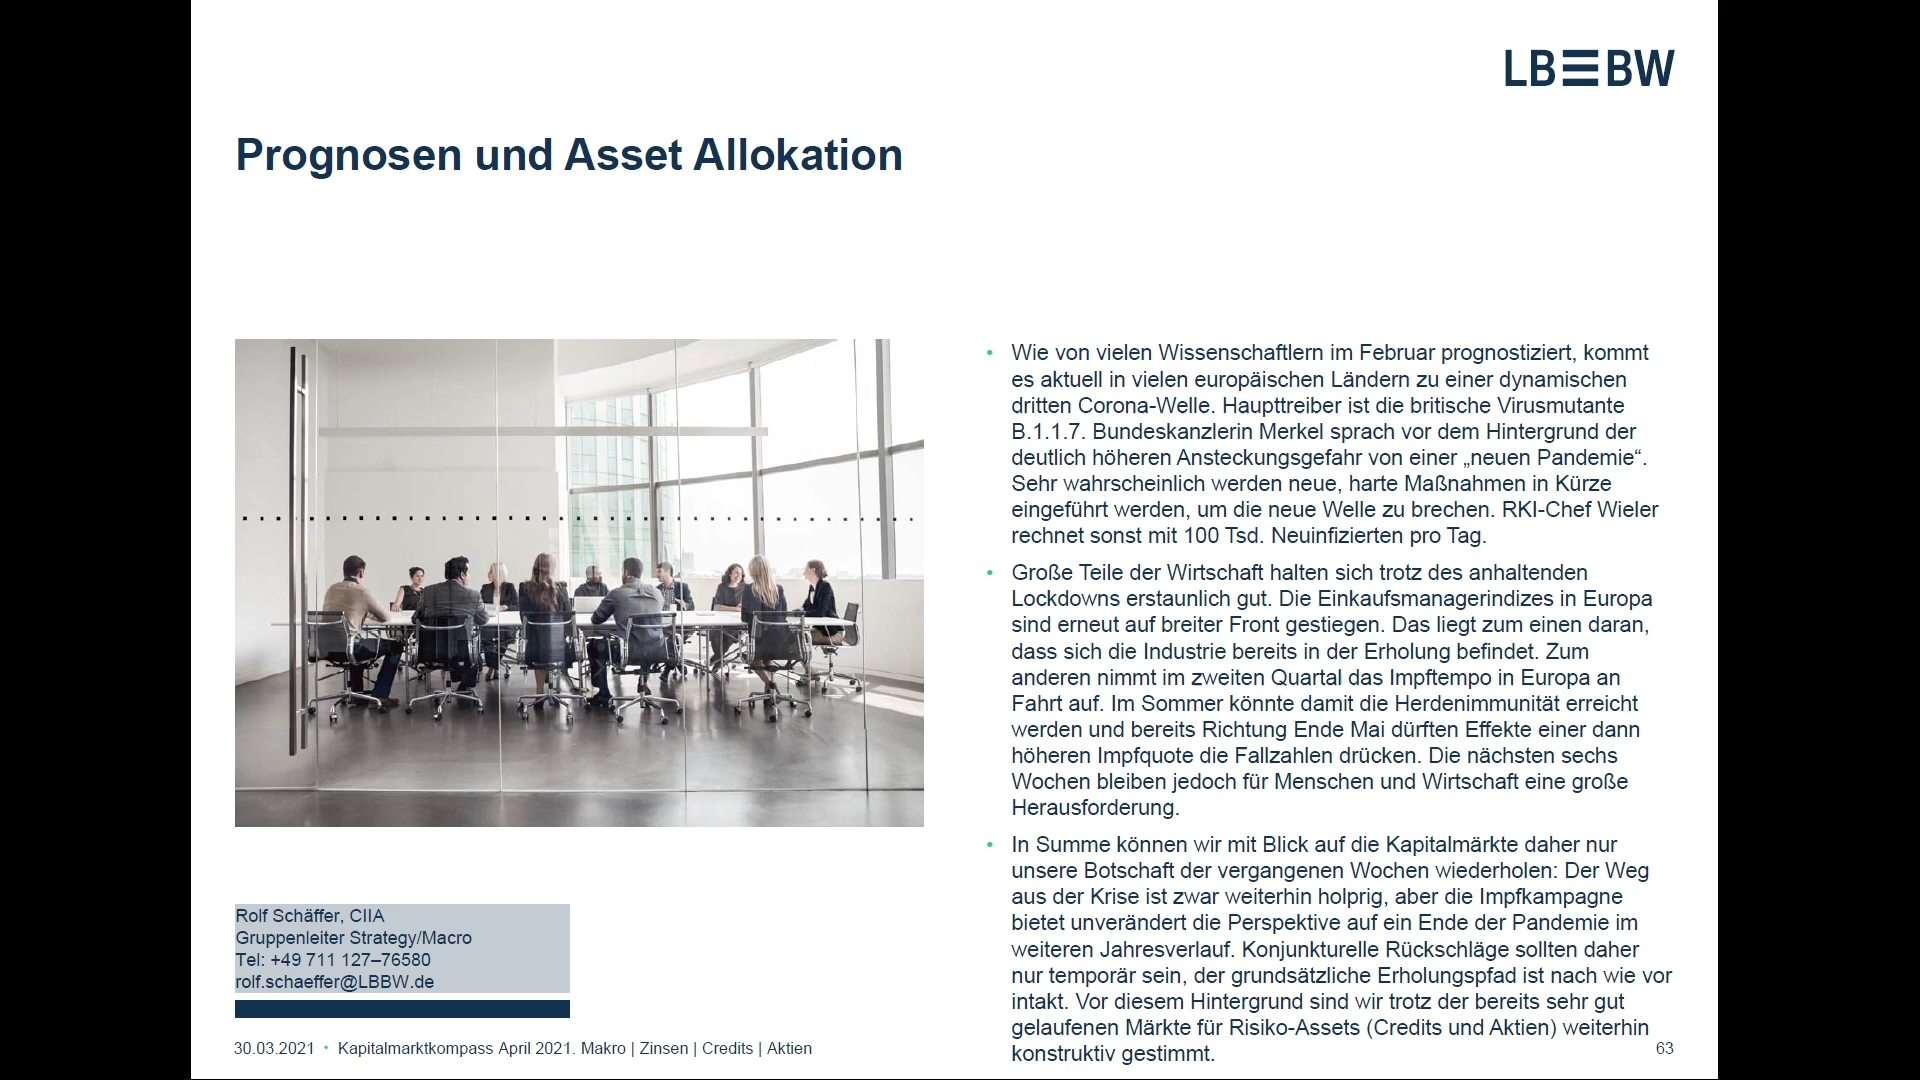 LBBW
Prognosen und Asset Allokation
• Wie von vielen Wissenschaftlern im Februar prognostiziert, kommt
es aktuell in vielen europäischen Ländern zu einer dynamischen
dritten Corona-Welle. Haupttreiber ist die britische Virusmutante
B.1.1.7. Bundeskanzlerin Merkel sprach vor dem Hintergrund der
deutlich höheren Ansteckungsgefahr von einer „neuen Pandemie“.
Sehr wahrscheinlich werden neue, harte Maßnahmen in Kürze
eingeführt werden, um die neue Welle zu brechen. RKI-Chef Wieler
rechnet sonst mit 100 Tsd. Neuinfizierten pro Tag.
• Große Teile der Wirtschaft halten sich trotz des anhaltenden
Lockdowns erstaunlich gut. Die Einkaufsmanagerindizes in Europa
sind erneut auf breiter Front gestiegen. Das liegt zum einen daran,
dass sich die Industrie bereits in der Erholung befindet. Zum
anderen nimmt im zweiten Quartal das Impftempo in Europa an
Fahrt auf. Im Sommer könnte damit die Herdenimmunität erreicht
werden und bereits Richtung Ende Mai dürften Effekte einer dann
höheren Impfquote die Fallzahlen drücken. Die nächsten sechs
Wochen bleiben jedoch für Menschen und Wirtschaft eine große
Herausforderung.
• In Summe können wir mit Blick auf die Kapitalmärkte daher nur
unsere Botschaft der vergangenen Wochen wiederholen: Der Weg
aus der Krise ist zwar weiterhin holprig, aber die Impfkampagne
bietet unverändert die Perspektive auf ein Ende der Pandemie im
weiteren Jahresverlauf. Konjunkturelle Rückschläge sollten daher
nur temporär sein, der grundsätzliche Erholungspfad ist nach wie vor
intakt. Vor diesem Hintergrund sind wir trotz der bereits sehr gut
gelaufenen Märkte für Risiko-Assets (Credits und Aktien) weiterhin
konstruktiv gestimmt.
Rolf Schäffer, CIIA
Gruppenleiter Strategy/Macro
Tel: +49 711 127–76580
rolf.schaeffer@LBBW.de
30.03.2021 • Kapitalmarktkompass April 2021. Makro | Zinsen | Credits | Aktien
63